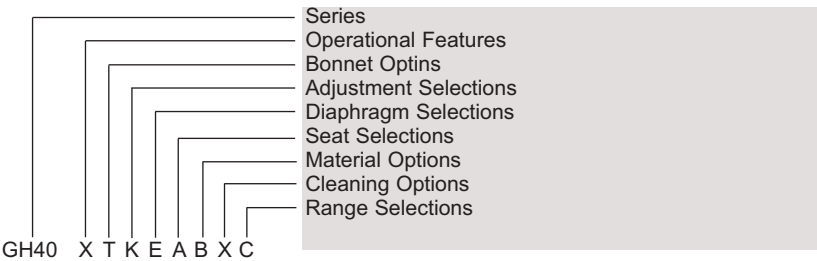 Series
Operational Features
Bonnet Optins
Adjustment Selections
Diaphragm Selections
Seat Selections
Material Options
Cleaning Options
Range Selections
GH40 X T K E A B X C